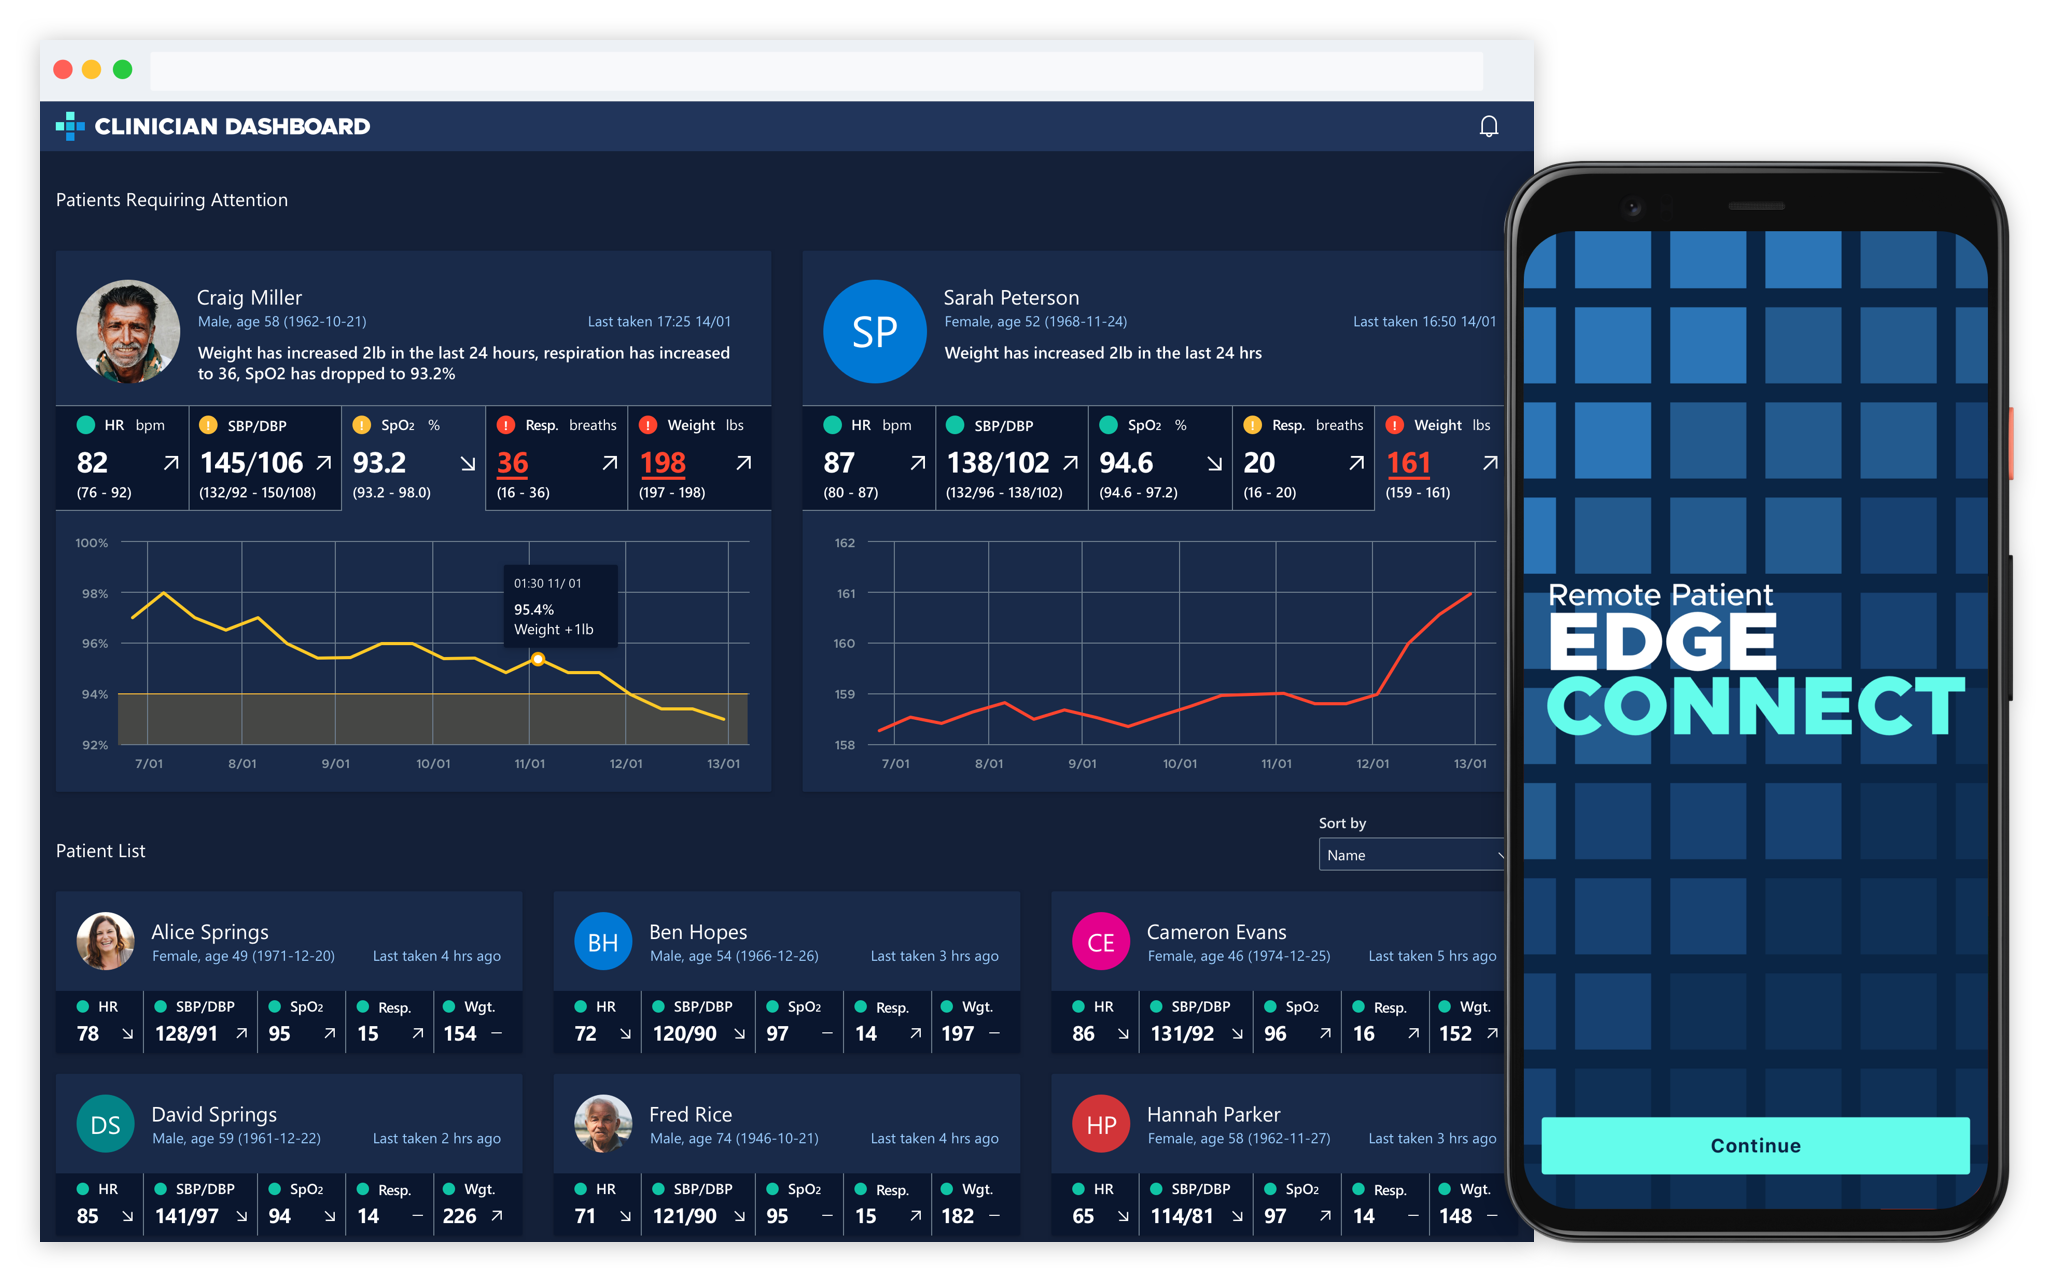 CLINICIAN DASHBOARD
Patients Requiring Attention
Craig Miller
Male, age 58 (1962-10-21)
Last taken 17:25 14/01
Weight has increased 2lb in the last 24 hours, respiration has increased
to 36, SpO2 has dropped to 93.2%
! ! ! !
HR bpm SBP/DBP SpO2 % Resp. breaths Weight lbs
82 145/106 93.2 36 198
(76 - 92) (132/92 - 150/108) (93.2 - 98.0) (16 - 36) (197 - 198)
100%
98%
96%
94%
92%
01:30 11/ 01
95.4%
Weight +1lb
7/01 8/01 9/01 10/01 11/01 12/01 13/01
SP
Sarah Peterson
Female, age 52 (1968-11-24)
Last taken 16:50 14/01
Weight has increased 2lb in the last 24 hrs
! !
HR bpm SBP/DBP SpO2 % Resp. breaths Weight lbs
87 138/102 94.6 20 161
(80 - 87) (132/96 - 138/102) (94.6 - 97.2) (16 - 20) (159 - 161)
162
161
160
159
158
7/01 8/01 9/01 10/01 11/01 12/01 13/01
Patient List
Sort by
Name
Alice Springs
Female, age 49 (1971-12-20) Last taken 4 hrs ago
HR SBP/DBP SpO2 Resp. Wgt.
78 128/91 95 15 154 –
BH
Ben Hopes
Male, age 54 (1966-12-26) Last taken 3 hrs ago
HR SBP/DBP SpO2 Resp. Wgt.
72 120/90 97 – 14 197 –
CE
Cameron Evans
Female, age 46 (1974-12-25) Last taken 5 hrs ago
HR SBP/DBP SpO2 Resp. Wgt.
86 131/92 96 16 152
DS
David Springs
Male, age 59 (1961-12-22) Last taken 2 hrs ago
HR SBP/DBP SpO2 Resp. Wgt.
85 141/97 94 14 – 226
Fred Rice
Male, age 74 (1946-10-21) Last taken 4 hrs ago
HR SBP/DBP SpO2 Resp. Wgt.
71 121/90 95 – 15 182 –
HP
Hannah Parker
Female, age 58 (1962-11-27) Last taken 3 hrs ago
HR SBP/DBP SpO2 Resp. Wgt.
65 114/81 97 14 – 148 –
Remote Patient
EDGE
CONNECT
Continue